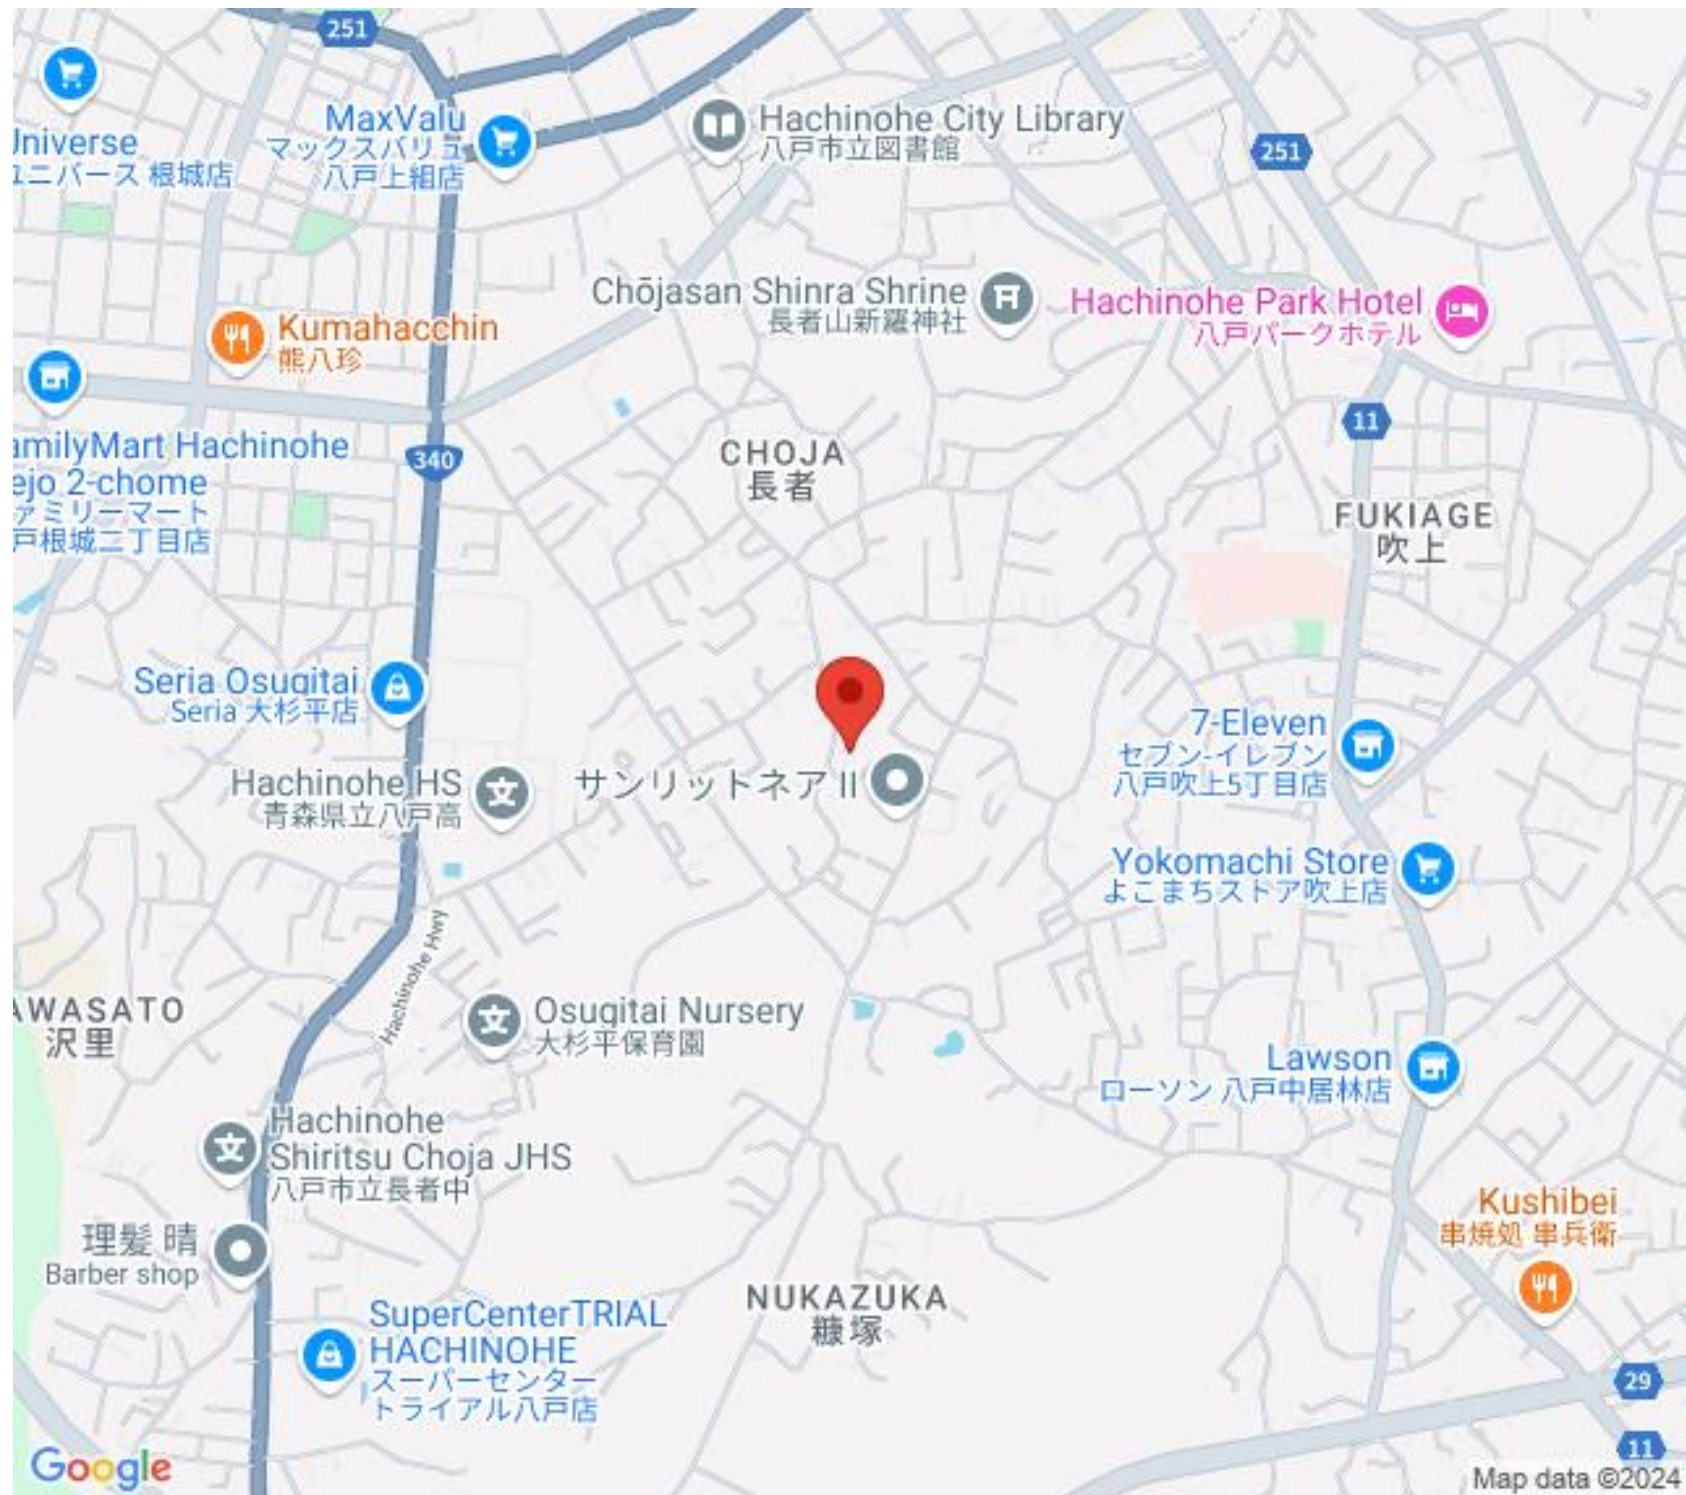 251
MaxValu
マックスバリュ
八戸上組店
Hachinohe City Library
八戸市立図書館
251
Universe
ユニバース 根城店
Chōjasan Shinra Shrine
長者山新羅神社
Hachinohe Park Hotel
八戸パークホテル
Kumahacchin
熊八珍
11
amilyMart Hachinohe
ejo 2-chome
ァミリーマート
戸根城二丁目店
340
CHOJA
長者
FUKIAGE
吹上
Seria Osugitai
Seria 大杉平店
7-Eleven
セブン-イレブン
八戸吹上5丁目店
Hachinohe HS
青森県立八戸高
サンリットネア II
Yokomachi Store
よこまちストア吹上店
Hachinohe Hwy
AWASATO
沢里
Osugitai Nursery
大杉平保育園
Lawson
ローソン 八戸中居林店
Hachinohe
Shiritsu Choja JHS
八戸市立長者中
理髪 晴
Barber shop
Kushibei
串焼処 串兵衛
NUKAZUKA
糠塚
SuperCenterTRIAL
HACHINOHE
スーパーセンター
トライアル八戸店
29
11
Google
Map data ©2024